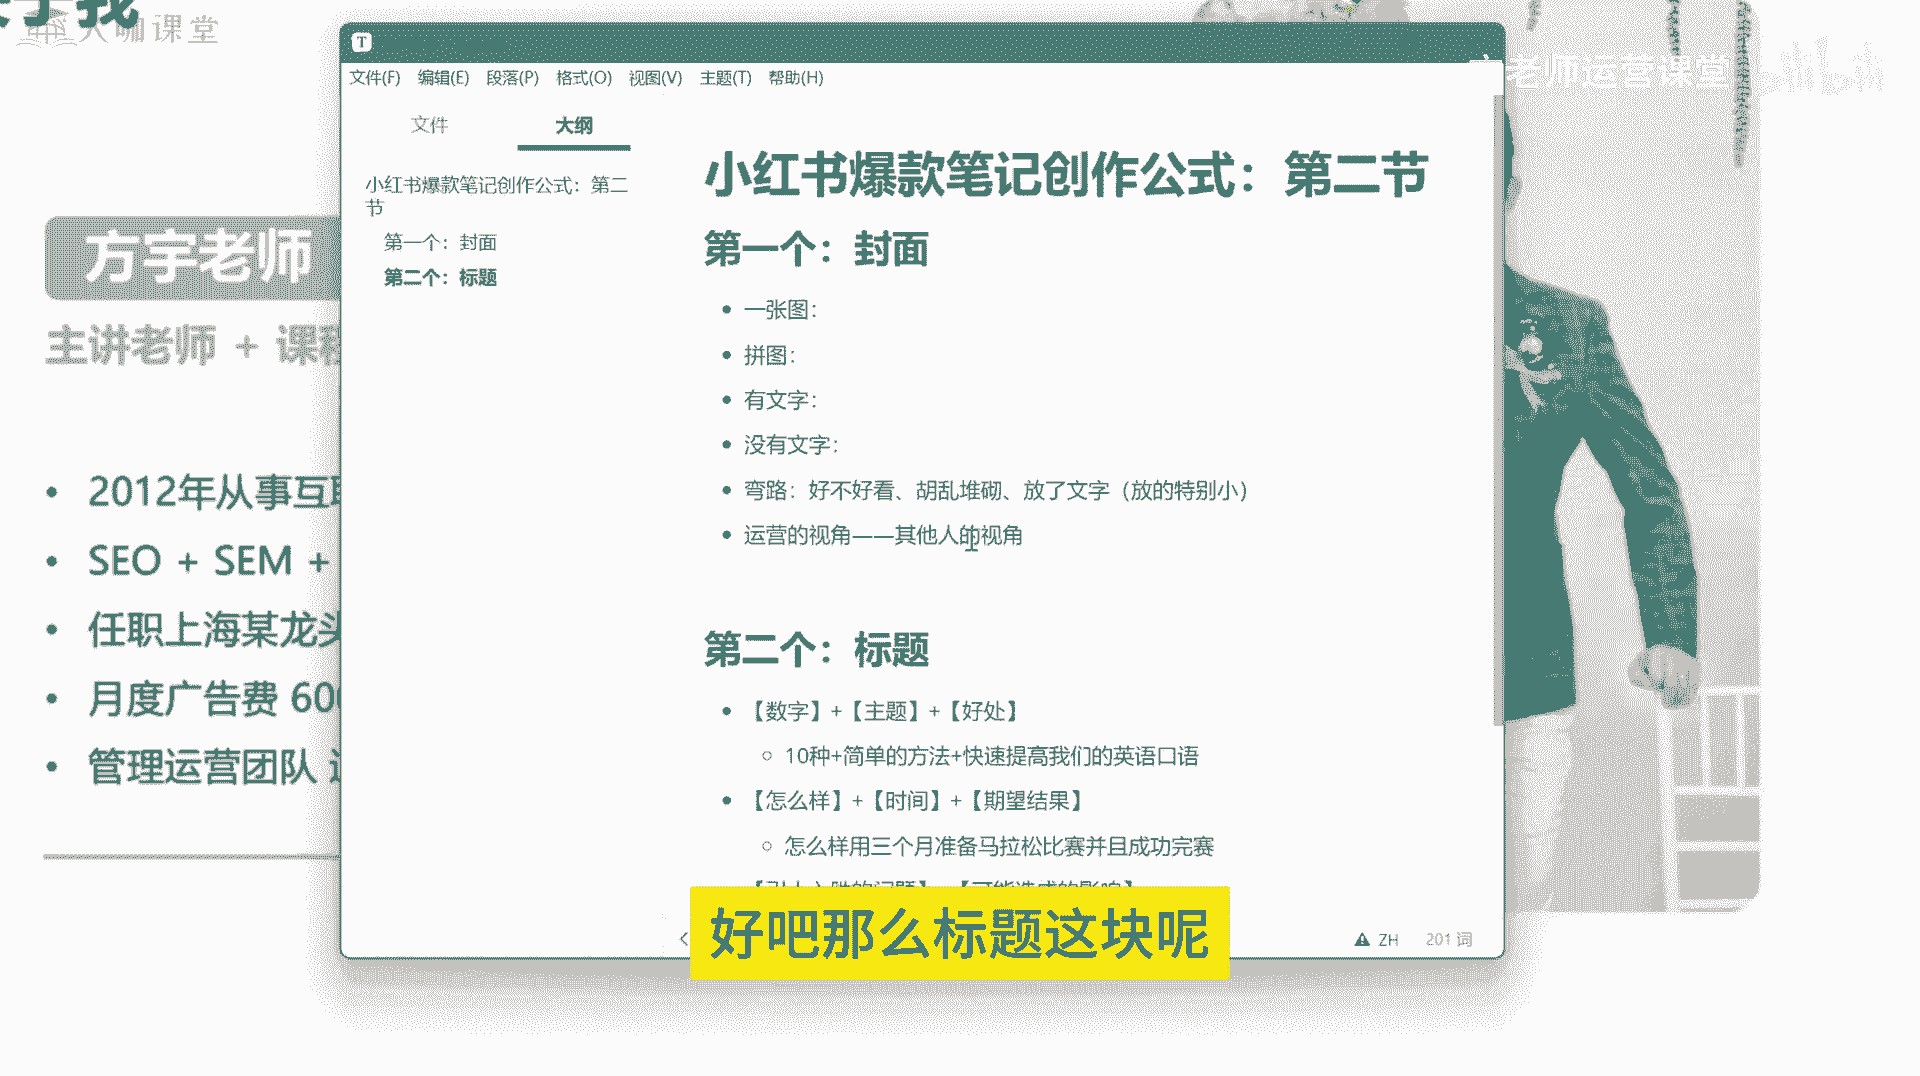 大咖课堂
老师运营课堂
bilibili
T
文件(F) 编辑(E) 段落(P) 格式(O) 视图(V) 主题(T) 帮助(H)
文件 大纲
小红书爆款笔记创作公式：第二
节
第一个：封面
第二个：标题
小红书爆款笔记创作公式：第二节
第一个：封面
一张图：
拼图：
有文字：
没有文字：
弯路：好不好看、胡乱堆砌、放了文字（放的特别小）
运营的视角——其他人的视角
第二个：标题
【数字】+【主题】+【好处】
10种+简单的方法+快速提高我们的英语口语
【怎么样】+【时间】+【期望结果】
怎么样用三个月准备马拉松比赛并且成功完赛
ZH 201 词
方宇老师
主讲老师 + 课
2012年从事互
SEO + SEM +
任职上海某龙头
月度广告费 600
管理运营团队
好吧那么标题这块呢